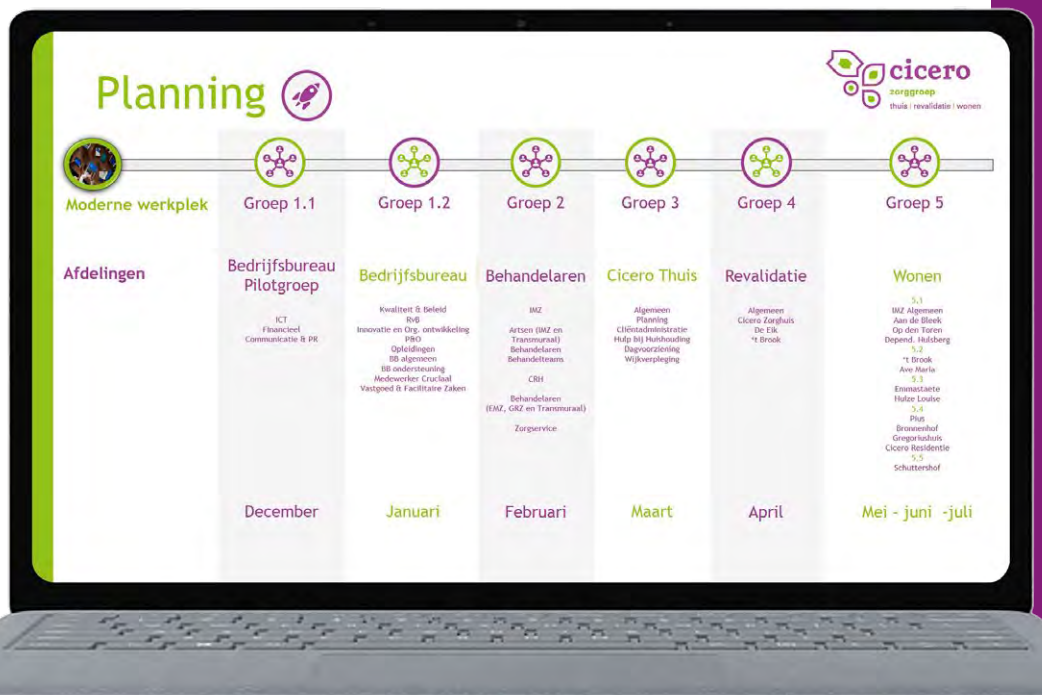 Planning
cicero
zorggroep
thuis | revalidatie | wonen
Moderne werkplek
Groep 1.1
Groep 1.2
Groep 2
Groep 3
Groep 4
Groep 5
Afdelingen
Bedrijfsbureau
Pilotgroep
ICT
Financieel
Communicatie & PR
Bedrijfsbureau
Kwaliteit & Beleid
RvB
Innovatie en Org. ontwikkeling
P&O
Opleidingen
BB algemeen
BB ondersteuning
Medewerker Cruciaal
Vastgoed & Facilitaire Zaken
Behandelaren
IMZ
Artsen (IMZ en
Transmuraal)
Behandelaren
Behandelteams
CRH
Behandelaren
(EMZ, GRZ en Transmuraal)
Zorgservice
Cicero Thuis
Algemeen
Planning
Cliëntadministratie
Hulp bij Huishouding
Dagvoorziening
Wijkverpleging
Revalidatie
Algemeen
Cicero Zorghuis
De Eik
't Brook
Wonen
5.1
IMZ Algemeen
Aan de Bleek
Op den Toren
Depend. Hulsberg
5.2
't Brook
Ave Maria
5.3
Emmastaete
Huize Louise
5.4
Pius
Bronnenhof
Gregoriushuis
Cicero Residentie
5.5
Schuttershof
December
Januari
Februari
Maart
April
Mei - juni -juli